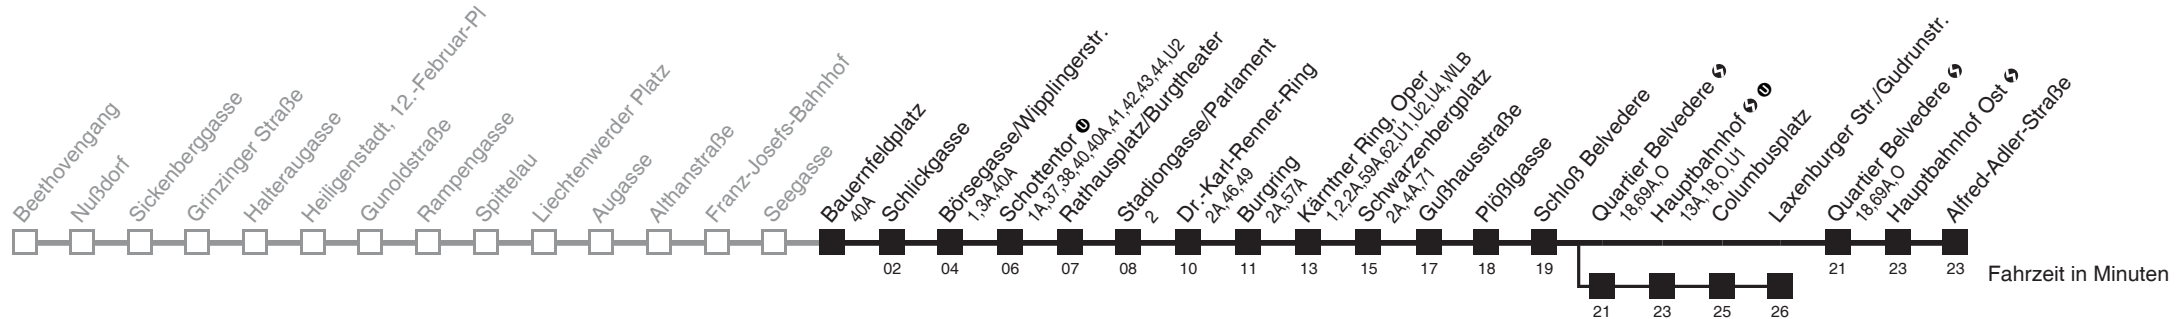 Beethovengang
Nußdorf
Sickenberggasse
Grinzinger Straße
Halteraugasse
Heiligenstadt, 12.-Februar-Pl
Gunoldstraße
Rampengasse
Spittelau
Liechtenwerder Platz
Augasse
Althanstraße
Franz-Josefs-Bahnhof
Seegasse
Bauernfeldplatz
40A
Schlickgasse
Börsegasse/Wipplingerstr.
1,3A,40A
Schottentor U
1A,37,38,40,40A,41,42,43,44,U2
Rathausplatz/Burgtheater
Stadiongasse/Parlament
2
Dr.-Karl-Renner-Ring
2A,46,49
Burgring
2A,57A
Kärntner Ring, Oper
1,2,2A,59A,62,U1,U2,U4,WLB
Schwarzenbergplatz
2A,4A,71
Gußhausstraße
Plößlgasse
Schloß Belvedere
Quartier Belvedere S
18,69A,O
Hauptbahnhof S U
13A,18,O,U1
Columbusplatz
Laxenburger Str./Gudrunstr.
Quartier Belvedere S
18,69A,O
Hauptbahnhof Ost S
Alfred-Adler-Straße
02 04 06 07 08 10 11 13 15 17 18 19 21 23 23
Fahrzeit in Minuten
21 23 25 26